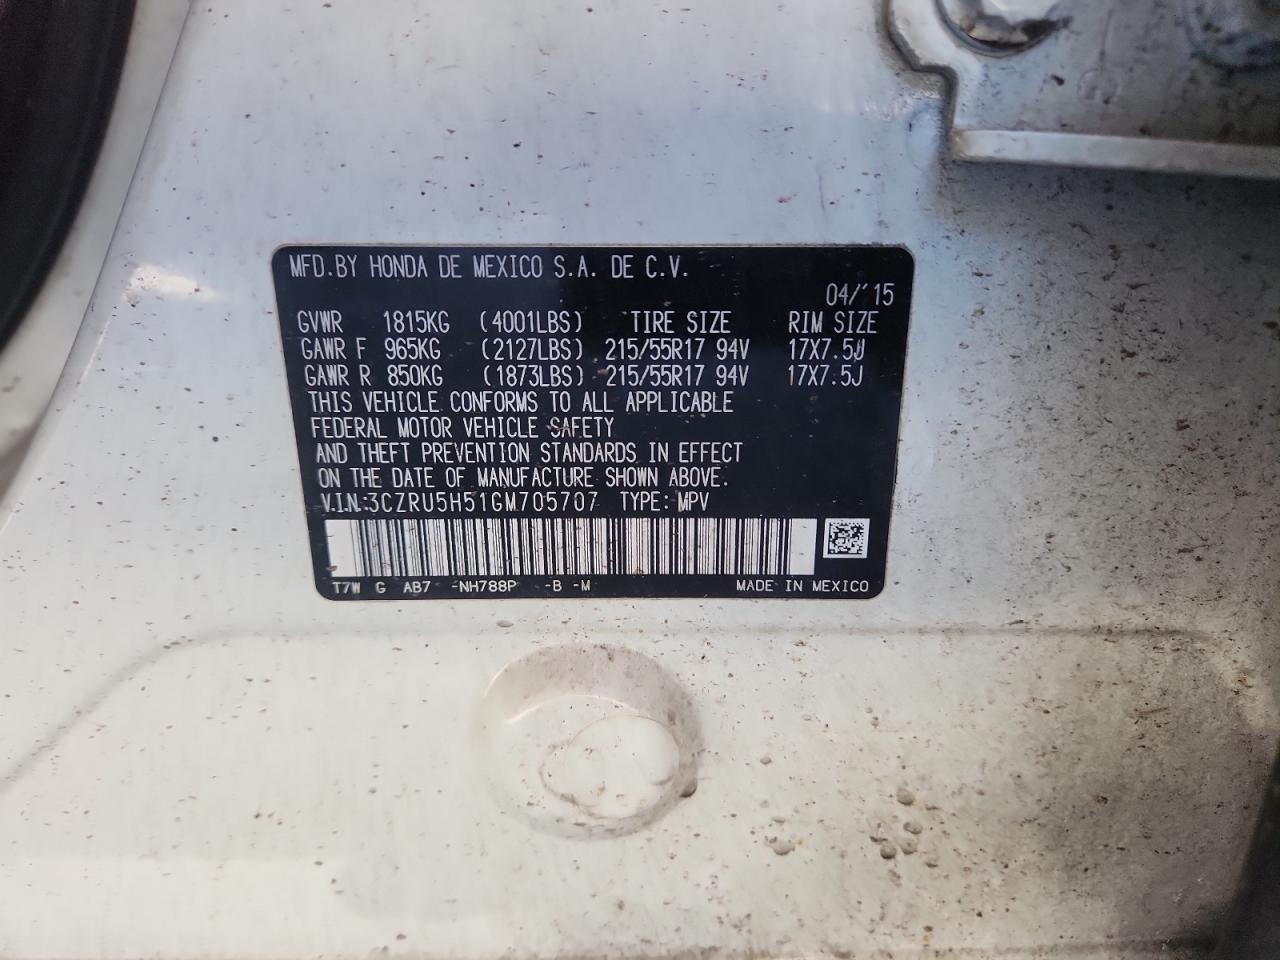 MFD.BY HONDA DE MEXICO S.A. DE C.V.
04/'15
GVWR 1815KG (4001LBS) TIRE SIZE RIM SIZE
GAWR F 965KG (2127LBS) 215/55R17 94V 17X7.5J
GAWR R 850KG (1873LBS) 215/55R17 94V 17X7.5J
THIS VEHICLE CONFORMS TO ALL APPLICABLE
FEDERAL MOTOR VEHICLE SAFETY
AND THEFT PREVENTION STANDARDS IN EFFECT
ON THE DATE OF MANUFACTURE SHOWN ABOVE.
V.I.N:3CZRU5H51GM705707 TYPE: MPV
T7W G AB7 -NH788P -B -M MADE IN MEXICO